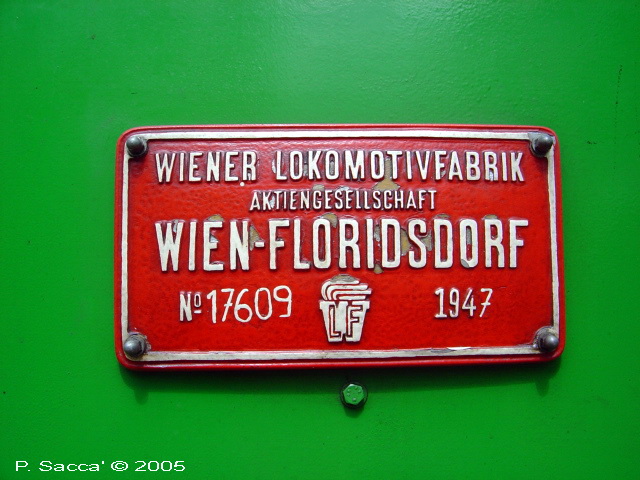 WIENER LOKOMOTIVFABRIK
AKTIENGESELLSCHAFT
WIEN-FLORIDSDORF
No 17609 LF 1947
P. Sacca' © 2005